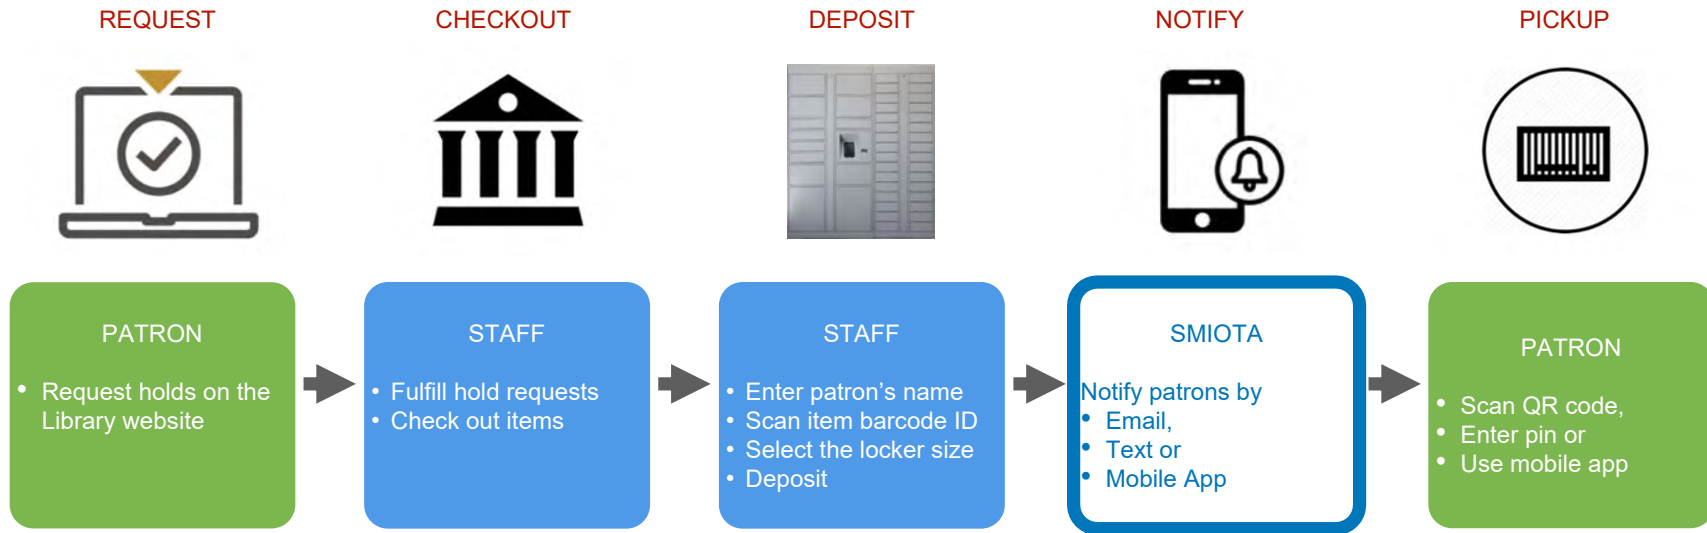 REQUEST
CHECKOUT
DEPOSIT
NOTIFY
PICKUP
PATRON
• Request holds on the
Library website
STAFF
• Fulfill hold requests
• Check out items
STAFF
• Enter patron’s name
• Scan item barcode ID
• Select the locker size
• Deposit
SMIOTA
Notify patrons by
• Email,
• Text or
• Mobile App
PATRON
• Scan QR code,
• Enter pin or
• Use mobile app